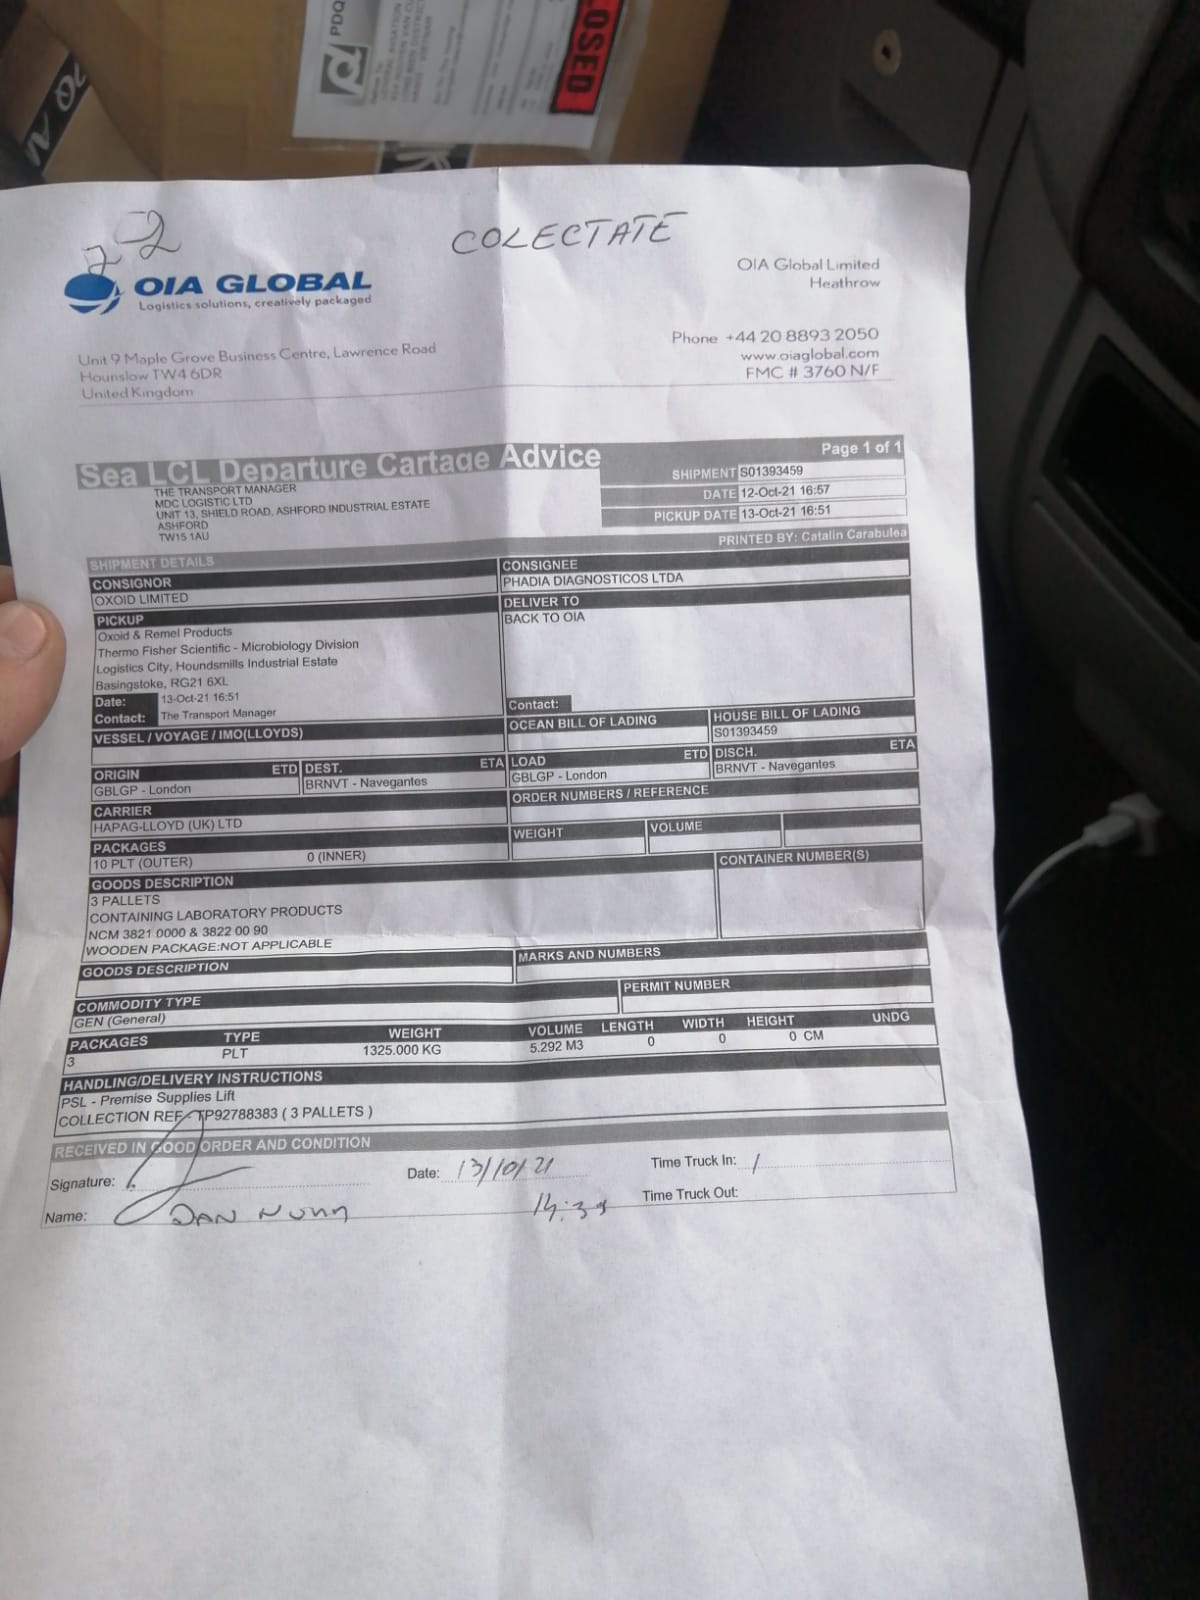 PDQ
OSED
COLECTATE
OIA GLOBAL
Logistics solutions, creatively packaged
OIA Global Limited
Heathrow
Unit 9 Maple Grove Business Centre, Lawrence Road
Hounslow TW4 6DR
United Kingdom
Phone +44 20 8893 2050
www.oiaglobal.com
FMC # 3760 N/F
Sea LCL Departure Cartage Advice
Page 1 of 1
THE TRANSPORT MANAGER
MDC LOGISTIC LTD
UNIT 13, SHIELD ROAD, ASHFORD INDUSTRIAL ESTATE
ASHFORD
TW15 1AU
SHIPMENT S01393459
DATE 12-Oct-21 16:57
PICKUP DATE 13-Oct-21 16:51
PRINTED BY: Catalin Carabulea
SHIPMENT DETAILS
CONSIGNOR
OXOID LIMITED
CONSIGNEE
PHADIA DIAGNOSTICOS LTDA
PICKUP
Oxoid & Remel Products
Thermo Fisher Scientific - Microbiology Division
Logistics City, Houndsmills Industrial Estate
Basingstoke, RG21 6XL
Date: 13-Oct-21 16:51
Contact: The Transport Manager
DELIVER TO
BACK TO OIA
Contact:
VESSEL / VOYAGE / IMO(LLOYDS)
OCEAN BILL OF LADING
HOUSE BILL OF LADING
S01393459
ORIGIN ETD DEST. ETA LOAD ETD DISCH. ETA
GBLGP - London BRNVT - Navegantes GBLGP - London BRNVT - Navegantes
CARRIER
HAPAG-LLOYD (UK) LTD
ORDER NUMBERS / REFERENCE
PACKAGES
10 PLT (OUTER) 0 (INNER)
WEIGHT VOLUME
GOODS DESCRIPTION
3 PALLETS
CONTAINING LABORATORY PRODUCTS
NCM 3821 0000 & 3822 00 90
WOODEN PACKAGE:NOT APPLICABLE
CONTAINER NUMBER(S)
GOODS DESCRIPTION
MARKS AND NUMBERS
COMMODITY TYPE
GEN (General)
PERMIT NUMBER
PACKAGES TYPE WEIGHT VOLUME LENGTH WIDTH HEIGHT UNDG
3 PLT 1325.000 KG 5.292 M3 0 0 0 CM
HANDLING/DELIVERY INSTRUCTIONS
PSL - Premise Supplies Lift
COLLECTION REF TP92788383 ( 3 PALLETS )
RECEIVED IN GOOD ORDER AND CONDITION
Signature: Date: 13/10/21 Time Truck In: /
Name: DAN Time Truck Out: